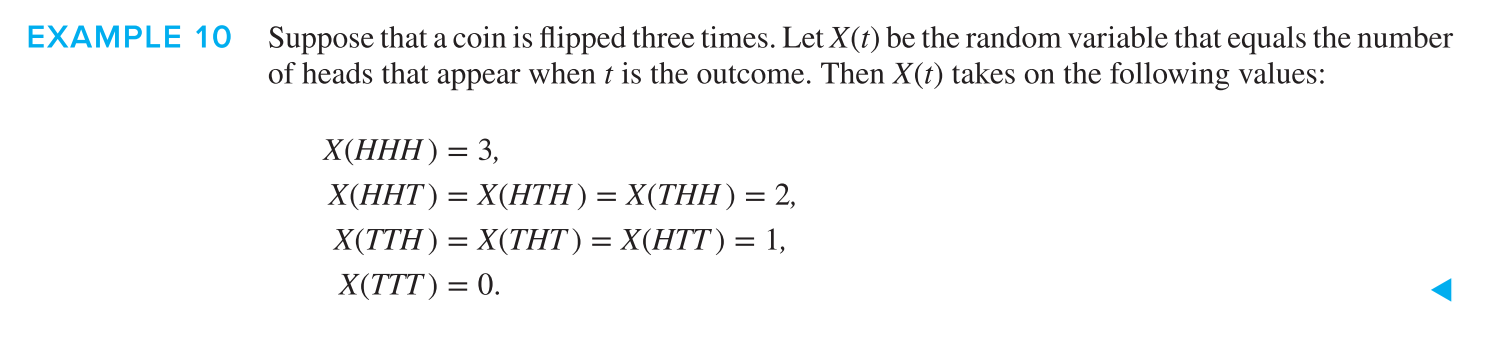 EXAMPLE 10 Suppose that a coin is flipped three times. Let X(t) be the random variable that equals the number
of heads that appear when t is the outcome. Then X(t) takes on the following values:
X(HHH) = 3,
X(HHT) = X(HTH) = X(THH) = 2,
X(TTH) = X(THT) = X(HTT) = 1,
X(TTT) = 0.